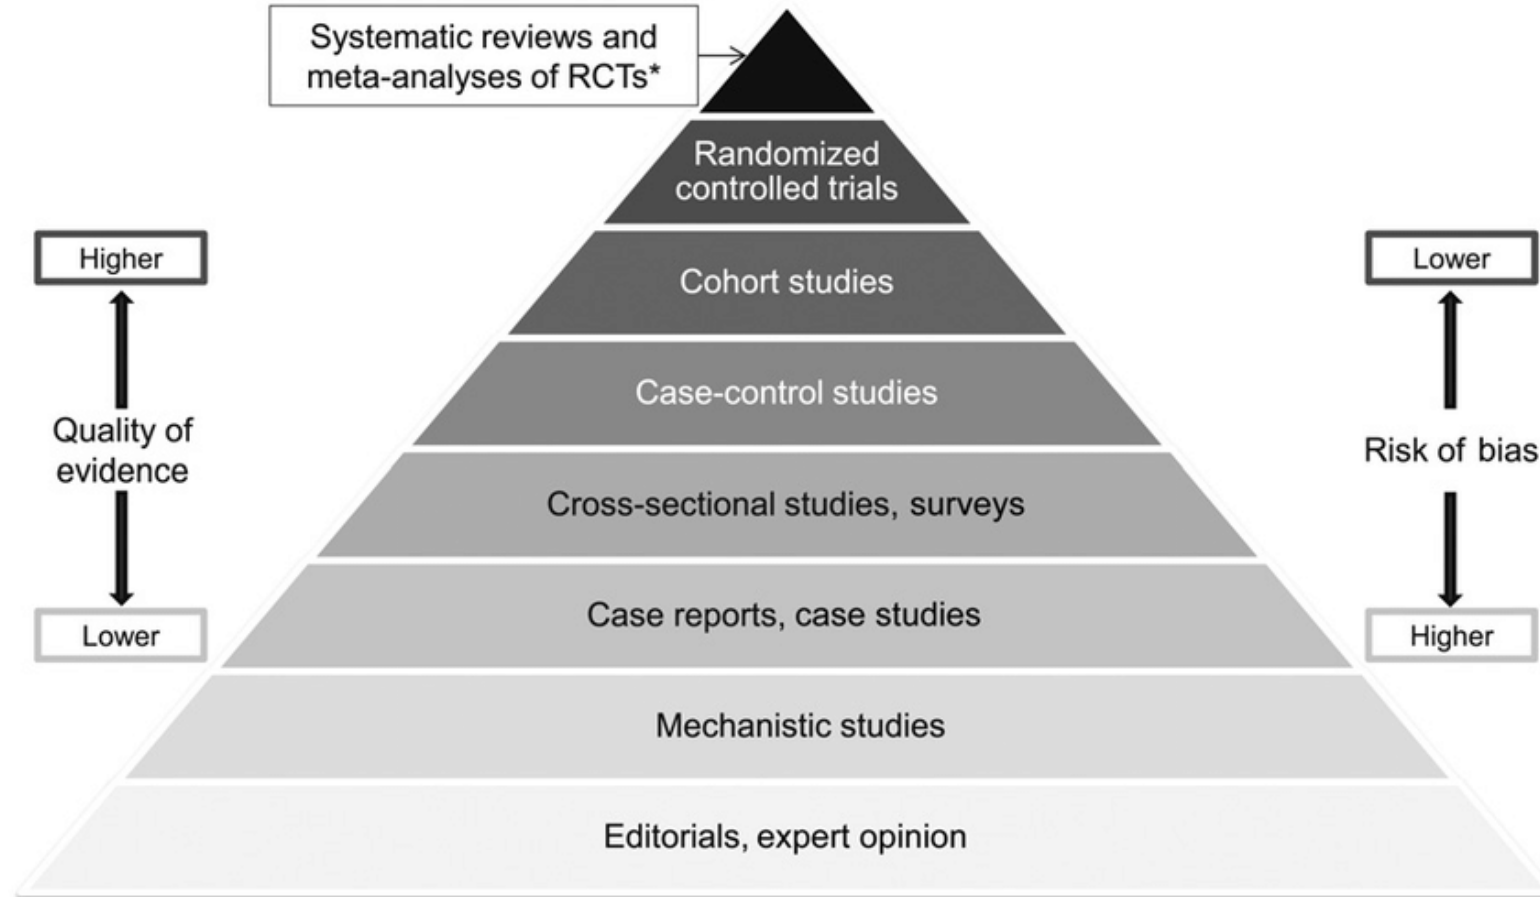 Systematic reviews and
meta-analyses of RCTs*
Randomized
controlled trials
Cohort studies
Case-control studies
Cross-sectional studies, surveys
Case reports, case studies
Mechanistic studies
Editorials, expert opinion
Higher
Quality of
evidence
Lower
Lower
Risk of bias
Higher